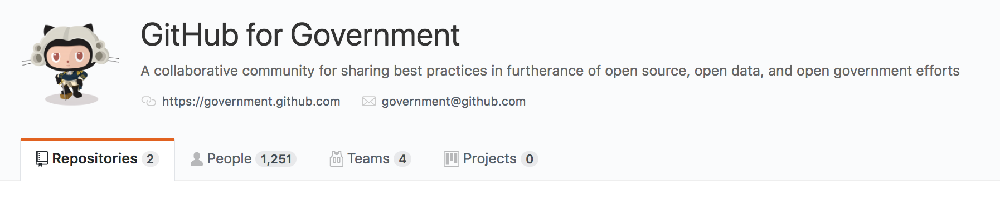 GitHub for Government
A collaborative community for sharing best practices in furtherance of open source, open data, and open government efforts
https://government.github.com government@github.com
Repositories 2 People 1,251 Teams 4 Projects 0